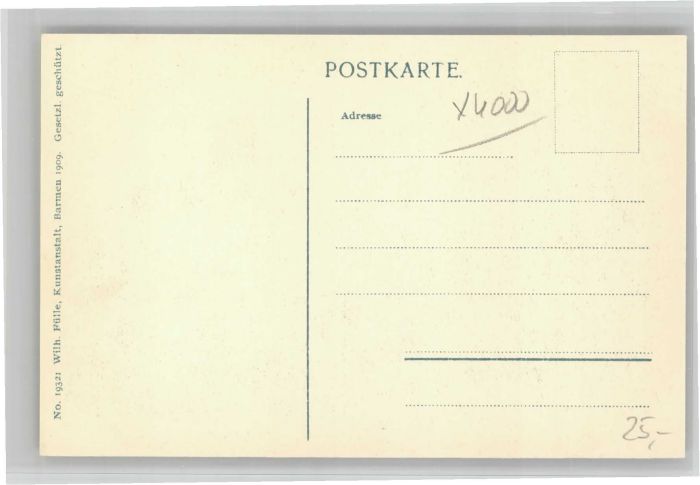 POSTKARTE.
Adresse
X4000
No. 19321 Wilh. Fülle, Kunstanstalt, Barmen 1909. Gesetzl. geschützt.
25,-